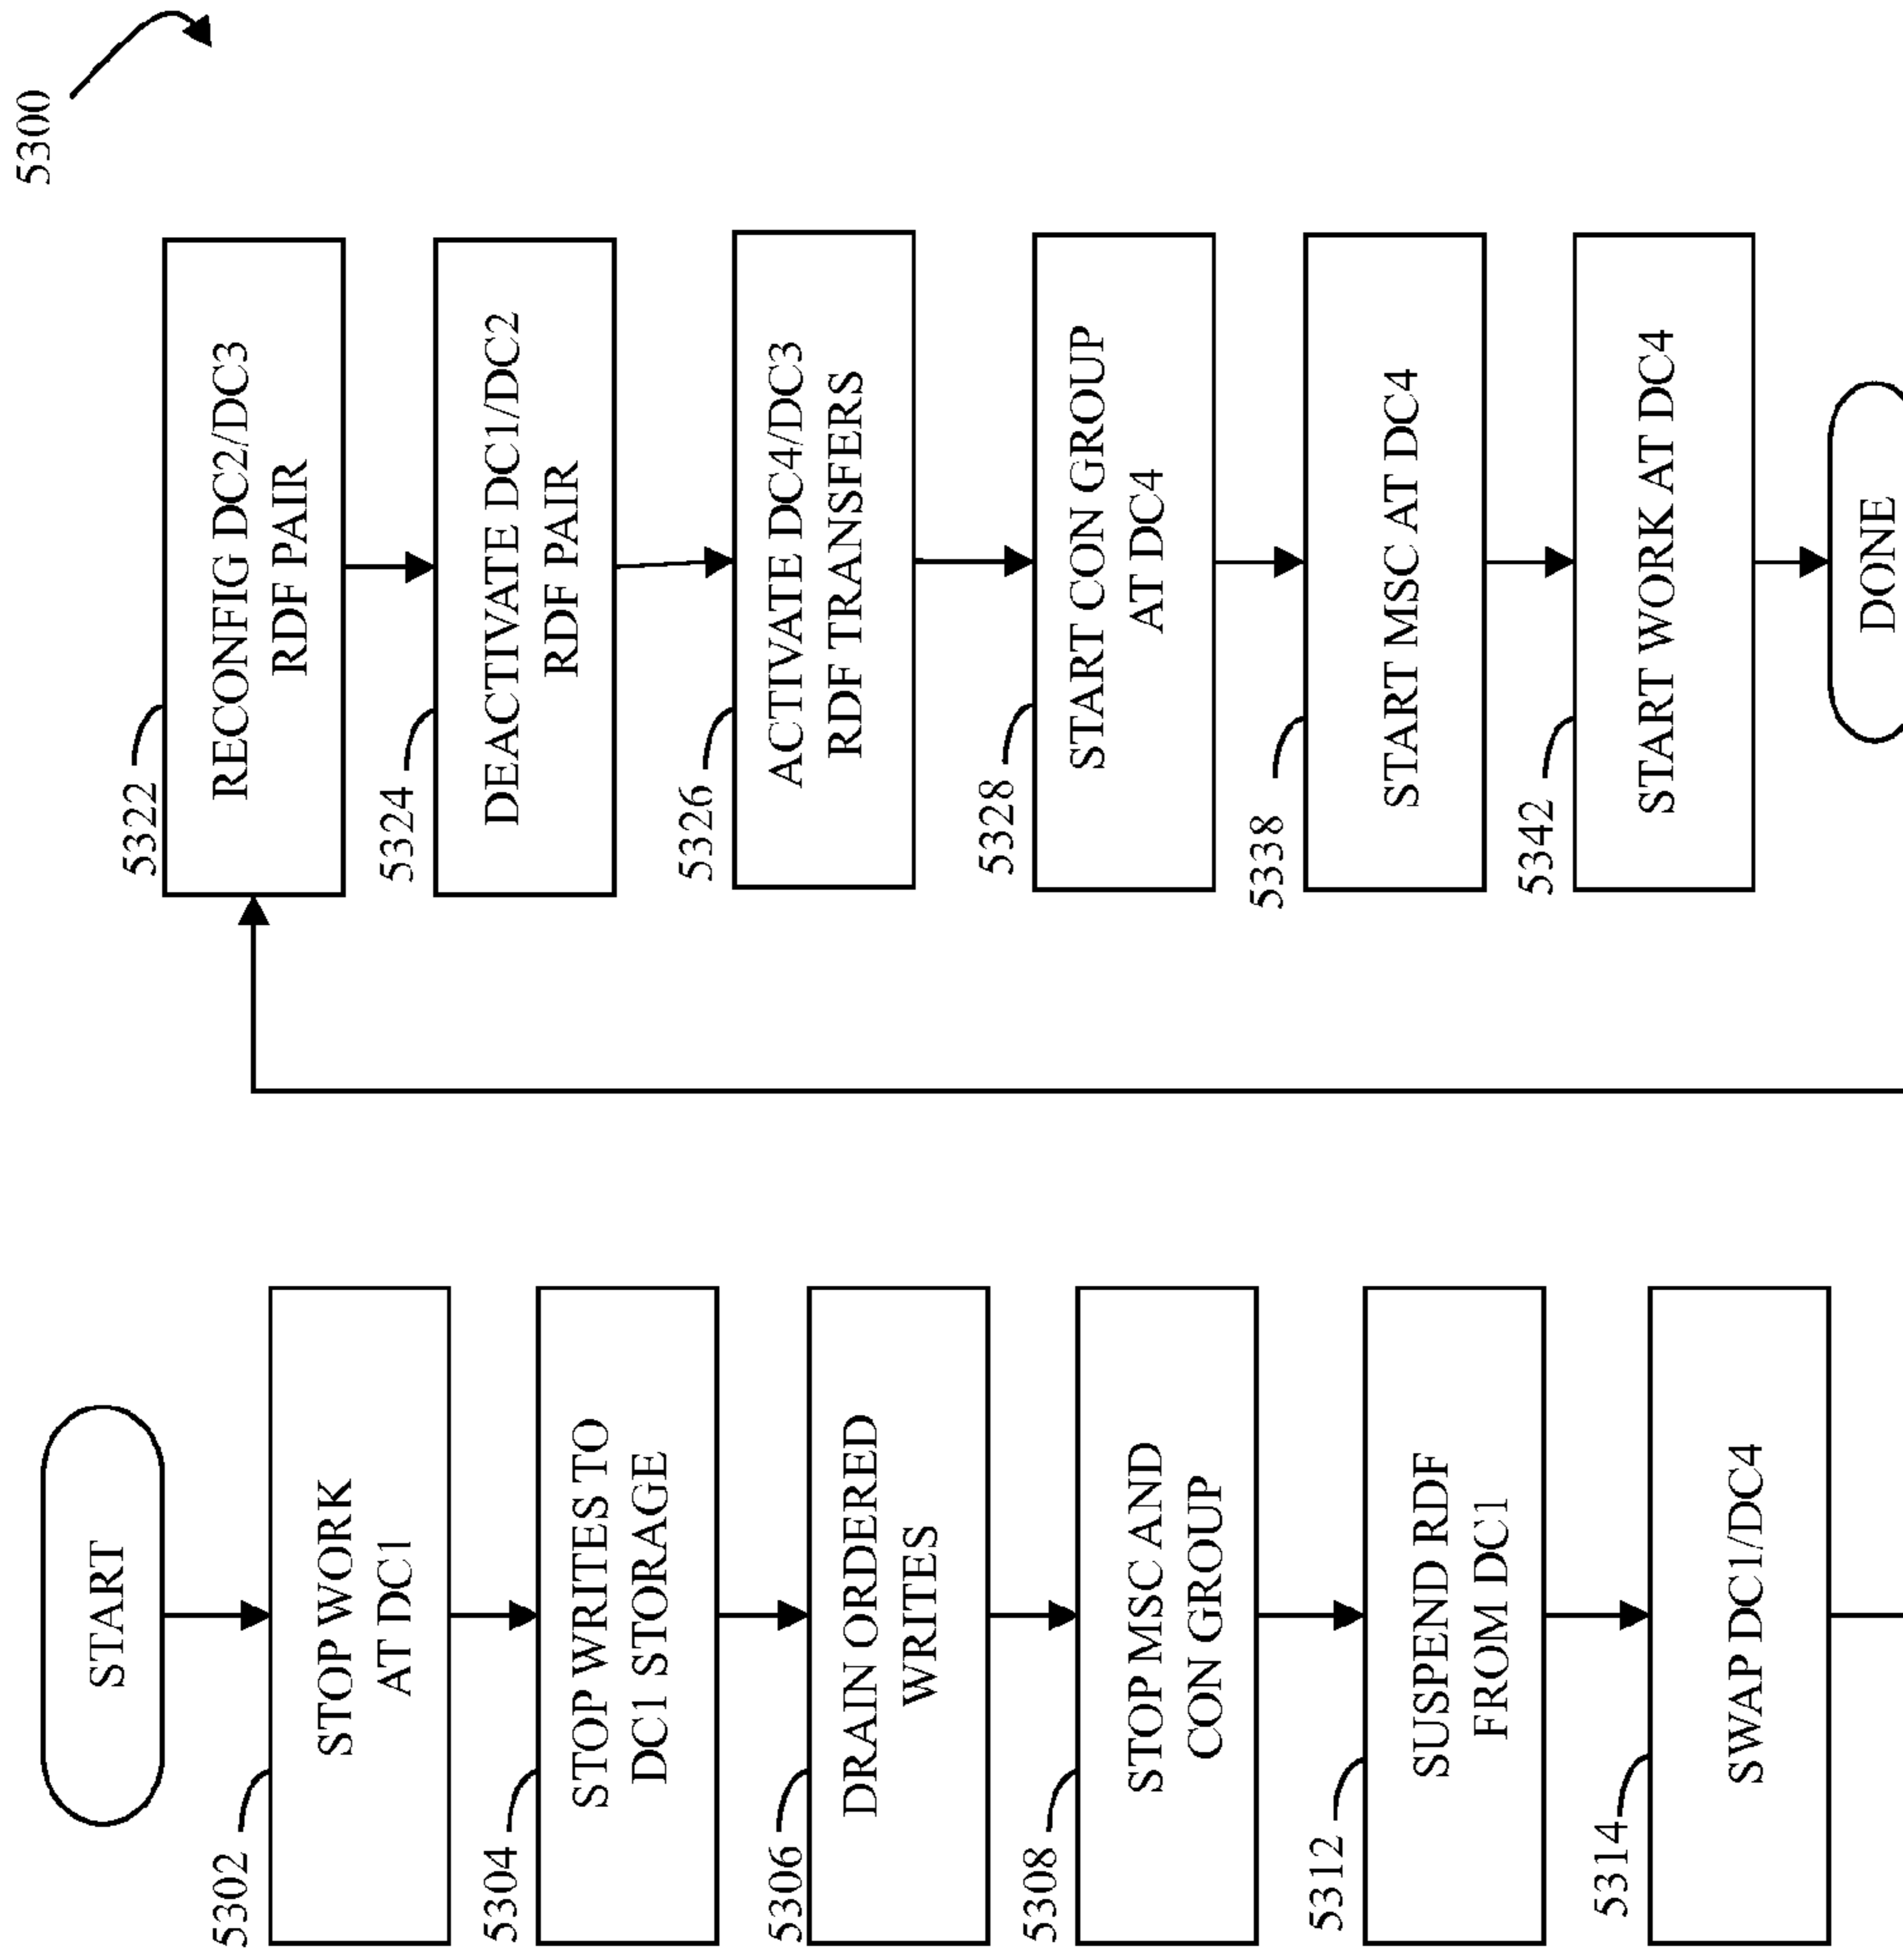 5300
START
5302
STOP WORK
AT DC1
5304
STOP WRITES TO
DC1 STORAGE
5306
DRAIN ORDERED
WRITES
5308
STOP MSC AND
CON GROUP
5312
SUSPEND RDF
FROM DC1
5314
SWAP DC1/DC4
5322
RECONFIG DC2/DC3
RDF PAIR
5324
DEACTIVATE DC1/DC2
RDF PAIR
5326
ACTIVATE DC4/DC3
RDF TRANSFERS
5328
START CON GROUP
AT DC4
5338
START MSC AT DC4
5342
START WORK AT DC4
DONE